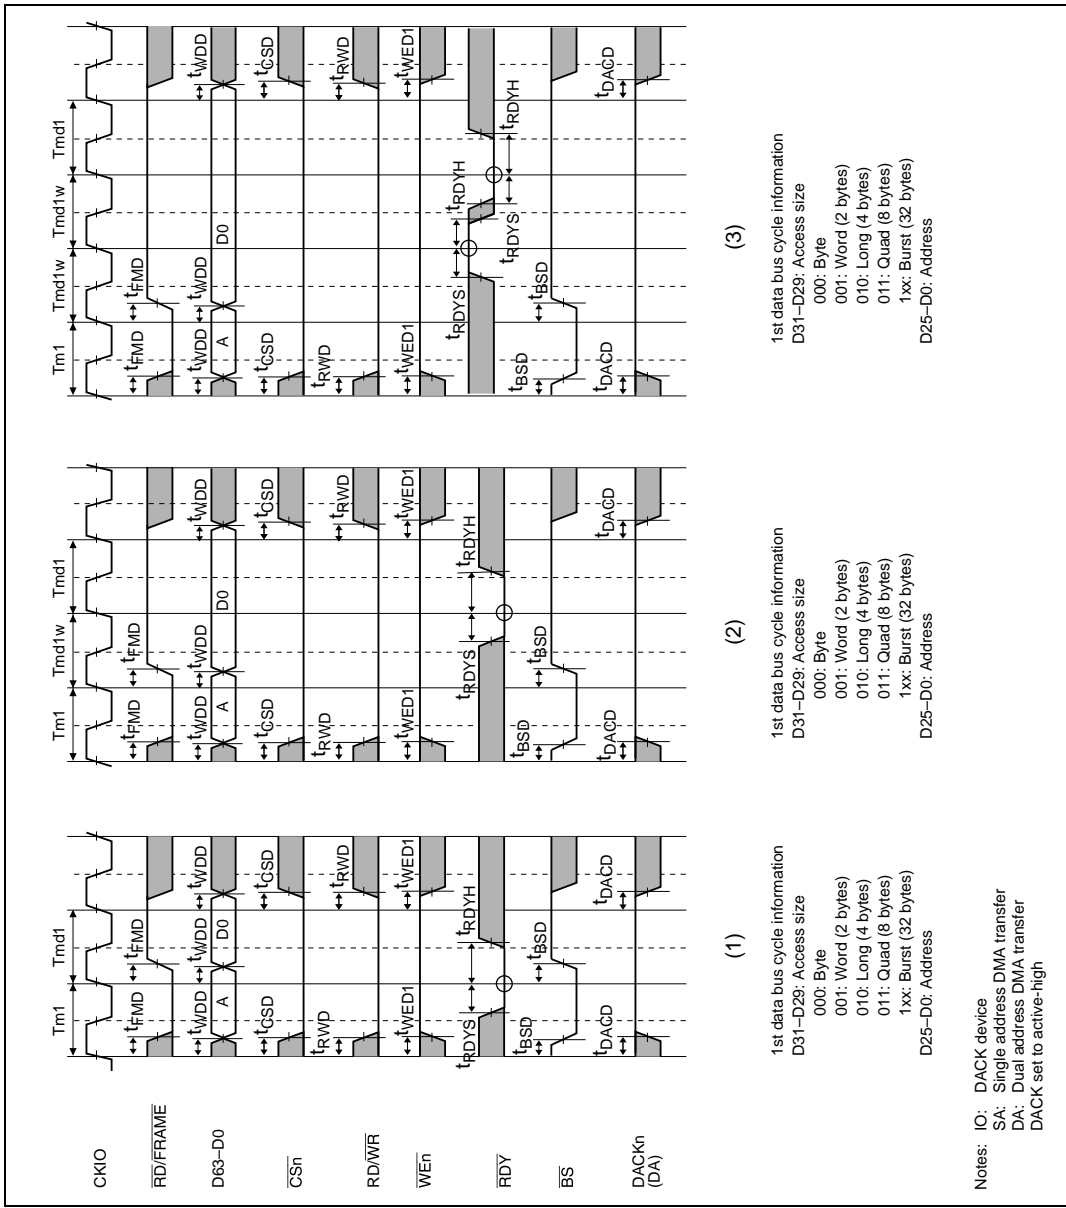 Tm1 Tmd1 Tm1 Tmd1w Tmd1 Tm1 Tmd1w Tmd1w Tmd1
CKIO
tFMD tFMD tFMD tFMD tFMD tFMD
RD/FRAME
tWDD tWDD tWDD tWDD tWDD tWDD tWDD tWDD tWDD
D63–D0 A D0 A D0 A D0
tCSD tCSD tCSD tCSD tCSD tCSD
CSn
tRWD tRWD tRWD tRWD tRWD tRWD
RD/WR
tWED1 tWED1 tWED1 tWED1 tWED1 tWED1
WEn
tRDYS tRDYH tRDYS tRDYH tRDYS tRDYS tRDYH tRDYH
RDY
tBSD tBSD tBSD tBSD tBSD tBSD
BS
tDACD tDACD tDACD tDACD tDACD tDACD
DACKn
(DA)
(1)
1st data bus cycle information
D31–D29: Access size
000: Byte
001: Word (2 bytes)
010: Long (4 bytes)
011: Quad (8 bytes)
1xx: Burst (32 bytes)
D25–D0: Address
(2)
1st data bus cycle information
D31–D29: Access size
000: Byte
001: Word (2 bytes)
010: Long (4 bytes)
011: Quad (8 bytes)
1xx: Burst (32 bytes)
D25–D0: Address
(3)
1st data bus cycle information
D31–D29: Access size
000: Byte
001: Word (2 bytes)
010: Long (4 bytes)
011: Quad (8 bytes)
1xx: Burst (32 bytes)
D25–D0: Address
Notes: IO: DACK device
SA: Single address DMA transfer
DA: Dual address DMA transfer
DACK set to active-high